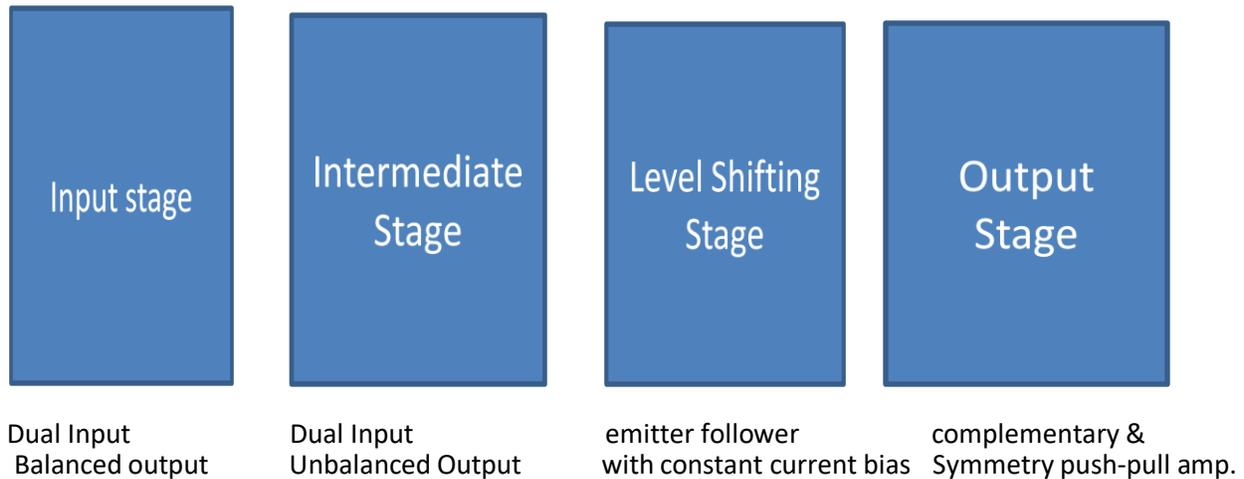 Input stage
Intermediate
Stage
Level Shifting
Stage
Output
Stage
Dual Input
Balanced output
Dual Input
Unbalanced Output
emitter follower
with constant current bias
complementary &
Symmetry push-pull amp.